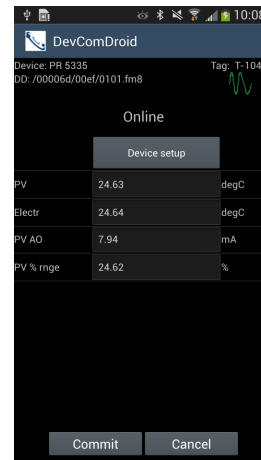 10:08
DevComDroid
Device: PR 5335 Tag: T-104
DD: /00006d/00ef/0101.fm8
Online
Device setup
PV 24.63 degC
Electr 24.64 degC
PV AO 7.94 mA
PV % rnge 24.62 %
Commit Cancel